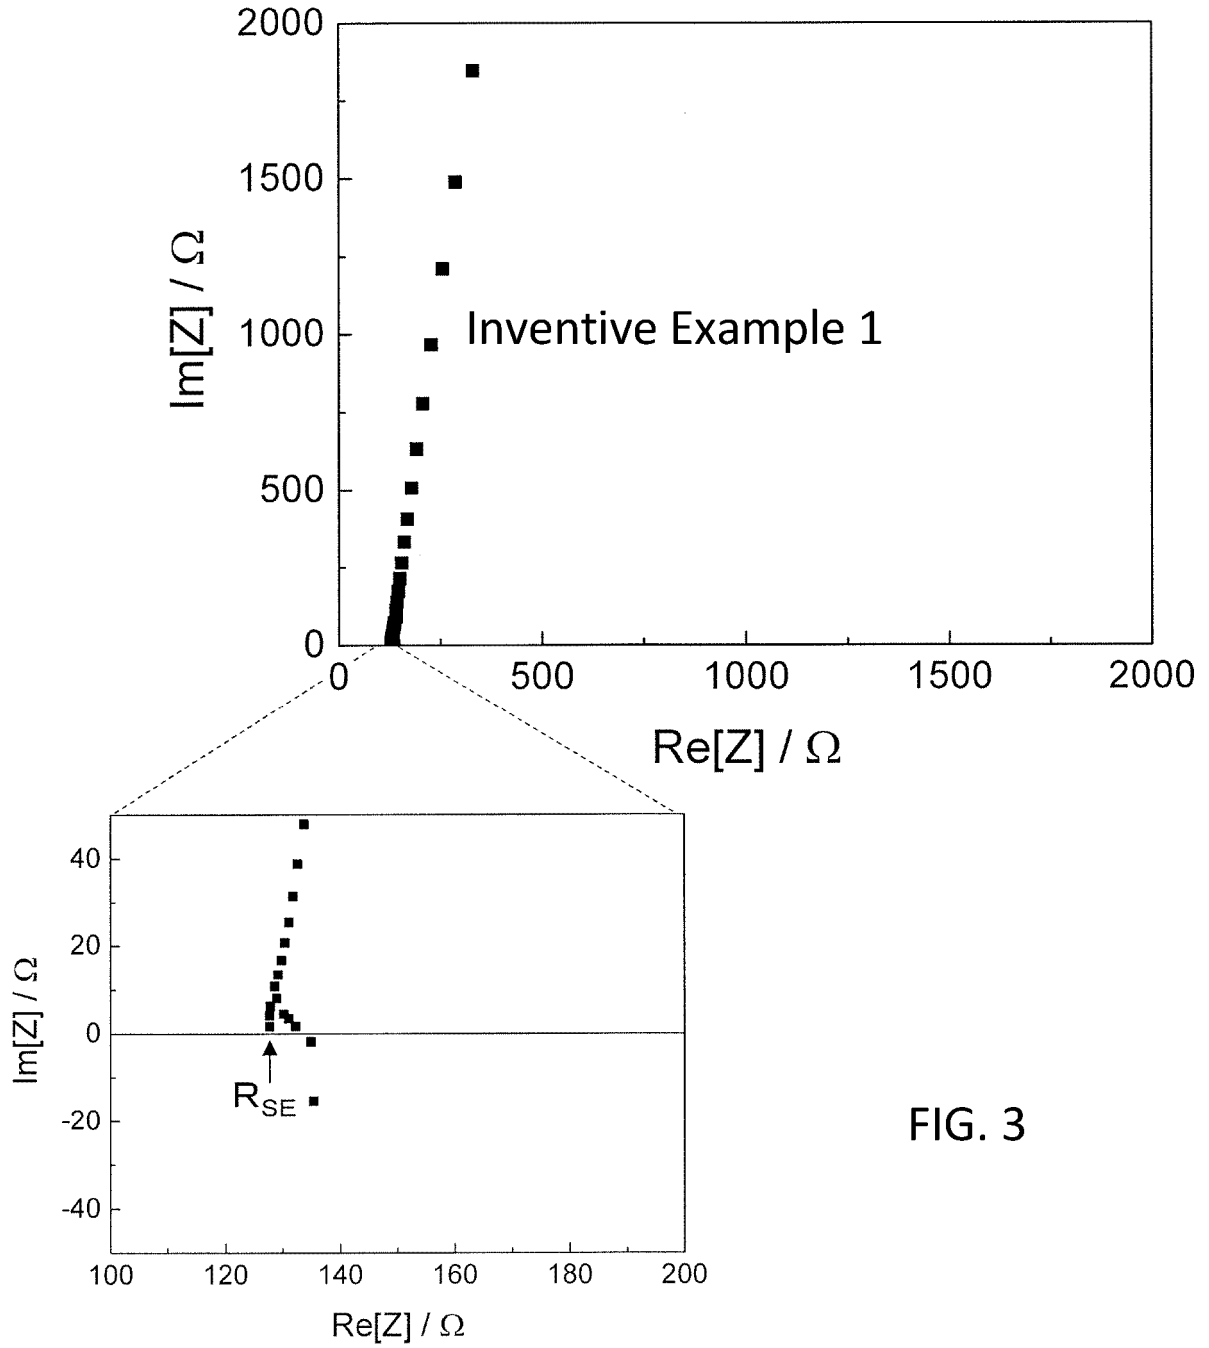 2000
1500
1000
500
0
Im[Z] / Ω
Inventive Example 1
0 500 1000 1500 2000
Re[Z] / Ω
40
20
0
-20
-40
Im[Z] / Ω
R_SE
100 120 140 160 180 200
Re[Z] / Ω
FIG. 3